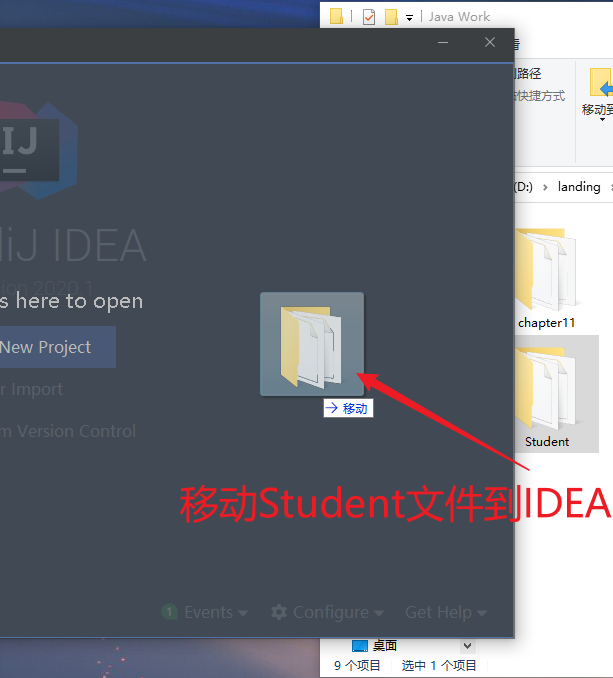 Java Work
看
路径
快捷方式
移动到
(D:) > landing
IJ
liJ IDEA
Version 2020.1
s here to open
New Project
r Import
m Version Control
移动
chapter11
Student
移动Student文件到IDEA
1 Events
Configure
Get Help
桌面
9 个项目 选中 1 个项目